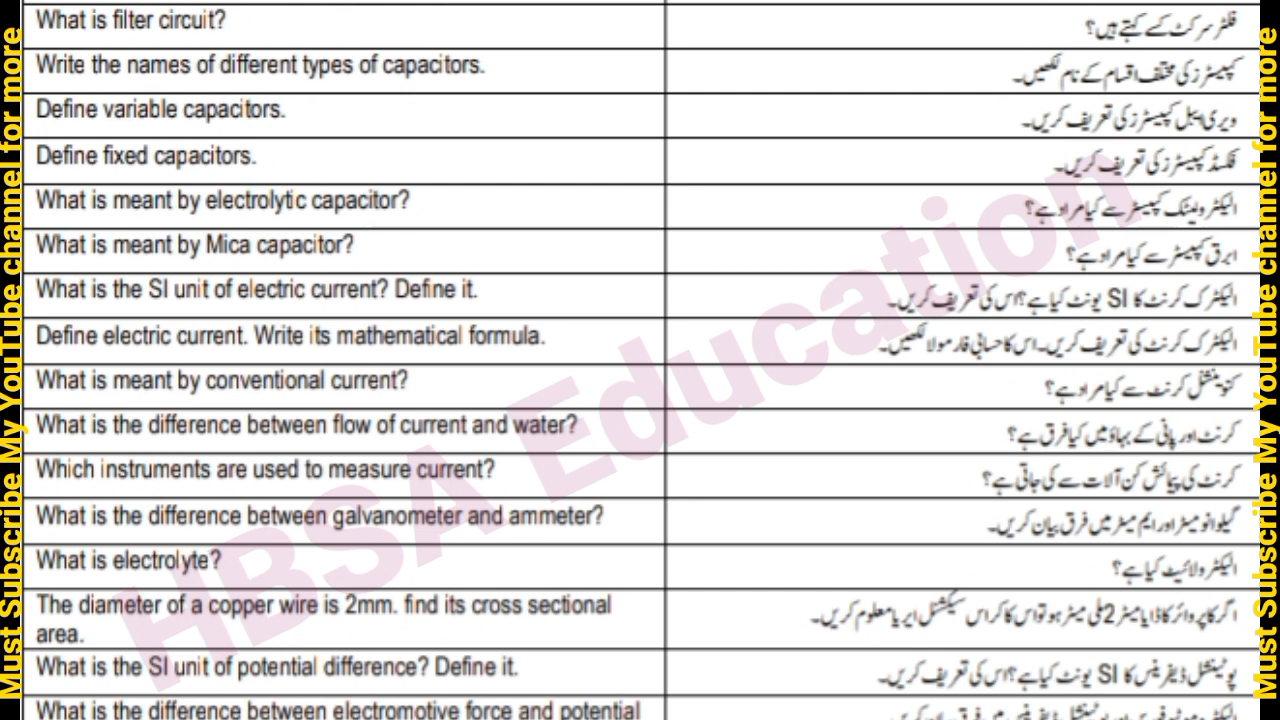 Must Subscribe My YouTube channel for more
What is filter circuit?
فلٹر سرکٹ کسے کہتے ہیں؟
Write the names of different types of capacitors.
کپیسٹرز کی مختلف اقسام کے نام لکھیں۔
Define variable capacitors.
ویری ایبل کپیسٹرز کی تعریف کریں۔
Define fixed capacitors.
فکسڈ کپیسٹرز کی تعریف کریں۔
What is meant by electrolytic capacitor?
الیکٹرولیٹک کپیسٹر سے کیا مراد ہے؟
What is meant by Mica capacitor?
ابرق کپیسٹر سے کیا مراد ہے؟
What is the SI unit of electric current? Define it.
الیکٹرک کرنٹ کا SI یونٹ کیا ہے؟ اس کی تعریف کریں۔
Define electric current. Write its mathematical formula.
الیکٹرک کرنٹ کی تعریف کریں۔ اس کا حسابی فارمولا لکھیں۔
What is meant by conventional current?
کنوینشنل کرنٹ سے کیا مراد ہے؟
What is the difference between flow of current and water?
کرنٹ اور پانی کے بہاؤ میں کیا فرق ہے؟
Which instruments are used to measure current?
کرنٹ کی پیمائش کن آلات سے کی جاتی ہے؟
What is the difference between galvanometer and ammeter?
گیلوانومیٹر اور ایم میٹر میں فرق بیان کریں۔
What is electrolyte?
الیکٹرولائیٹ کیا ہے؟
The diameter of a copper wire is 2mm. find its cross sectional
area.
اگر کاپر وائر کا ڈایا میٹر 2 ملی میٹر ہو تو اس کا کراس سیکشنل ایریا معلوم کریں۔
What is the SI unit of potential difference? Define it.
پوٹینشل ڈیفرینس کا SI یونٹ کیا ہے؟ اس کی تعریف کریں۔
What is the difference between electromotive force and potential
HBSA Education
Must Subscribe My YouTube channel for more